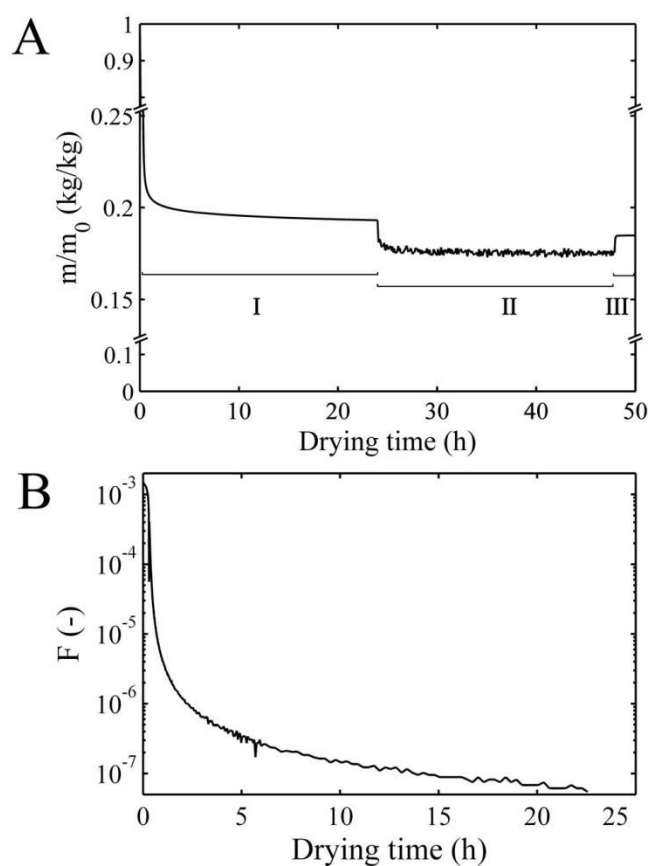 A
1
0.9
0.25
0.2
0.15
0.1
0
m/m0 (kg/kg)
I
II
III
0 10 20 30 40 50
Drying time (h)
B
10-3
10-4
10-5
10-6
10-7
F (-)
0 5 10 15 20 25
Drying time (h)